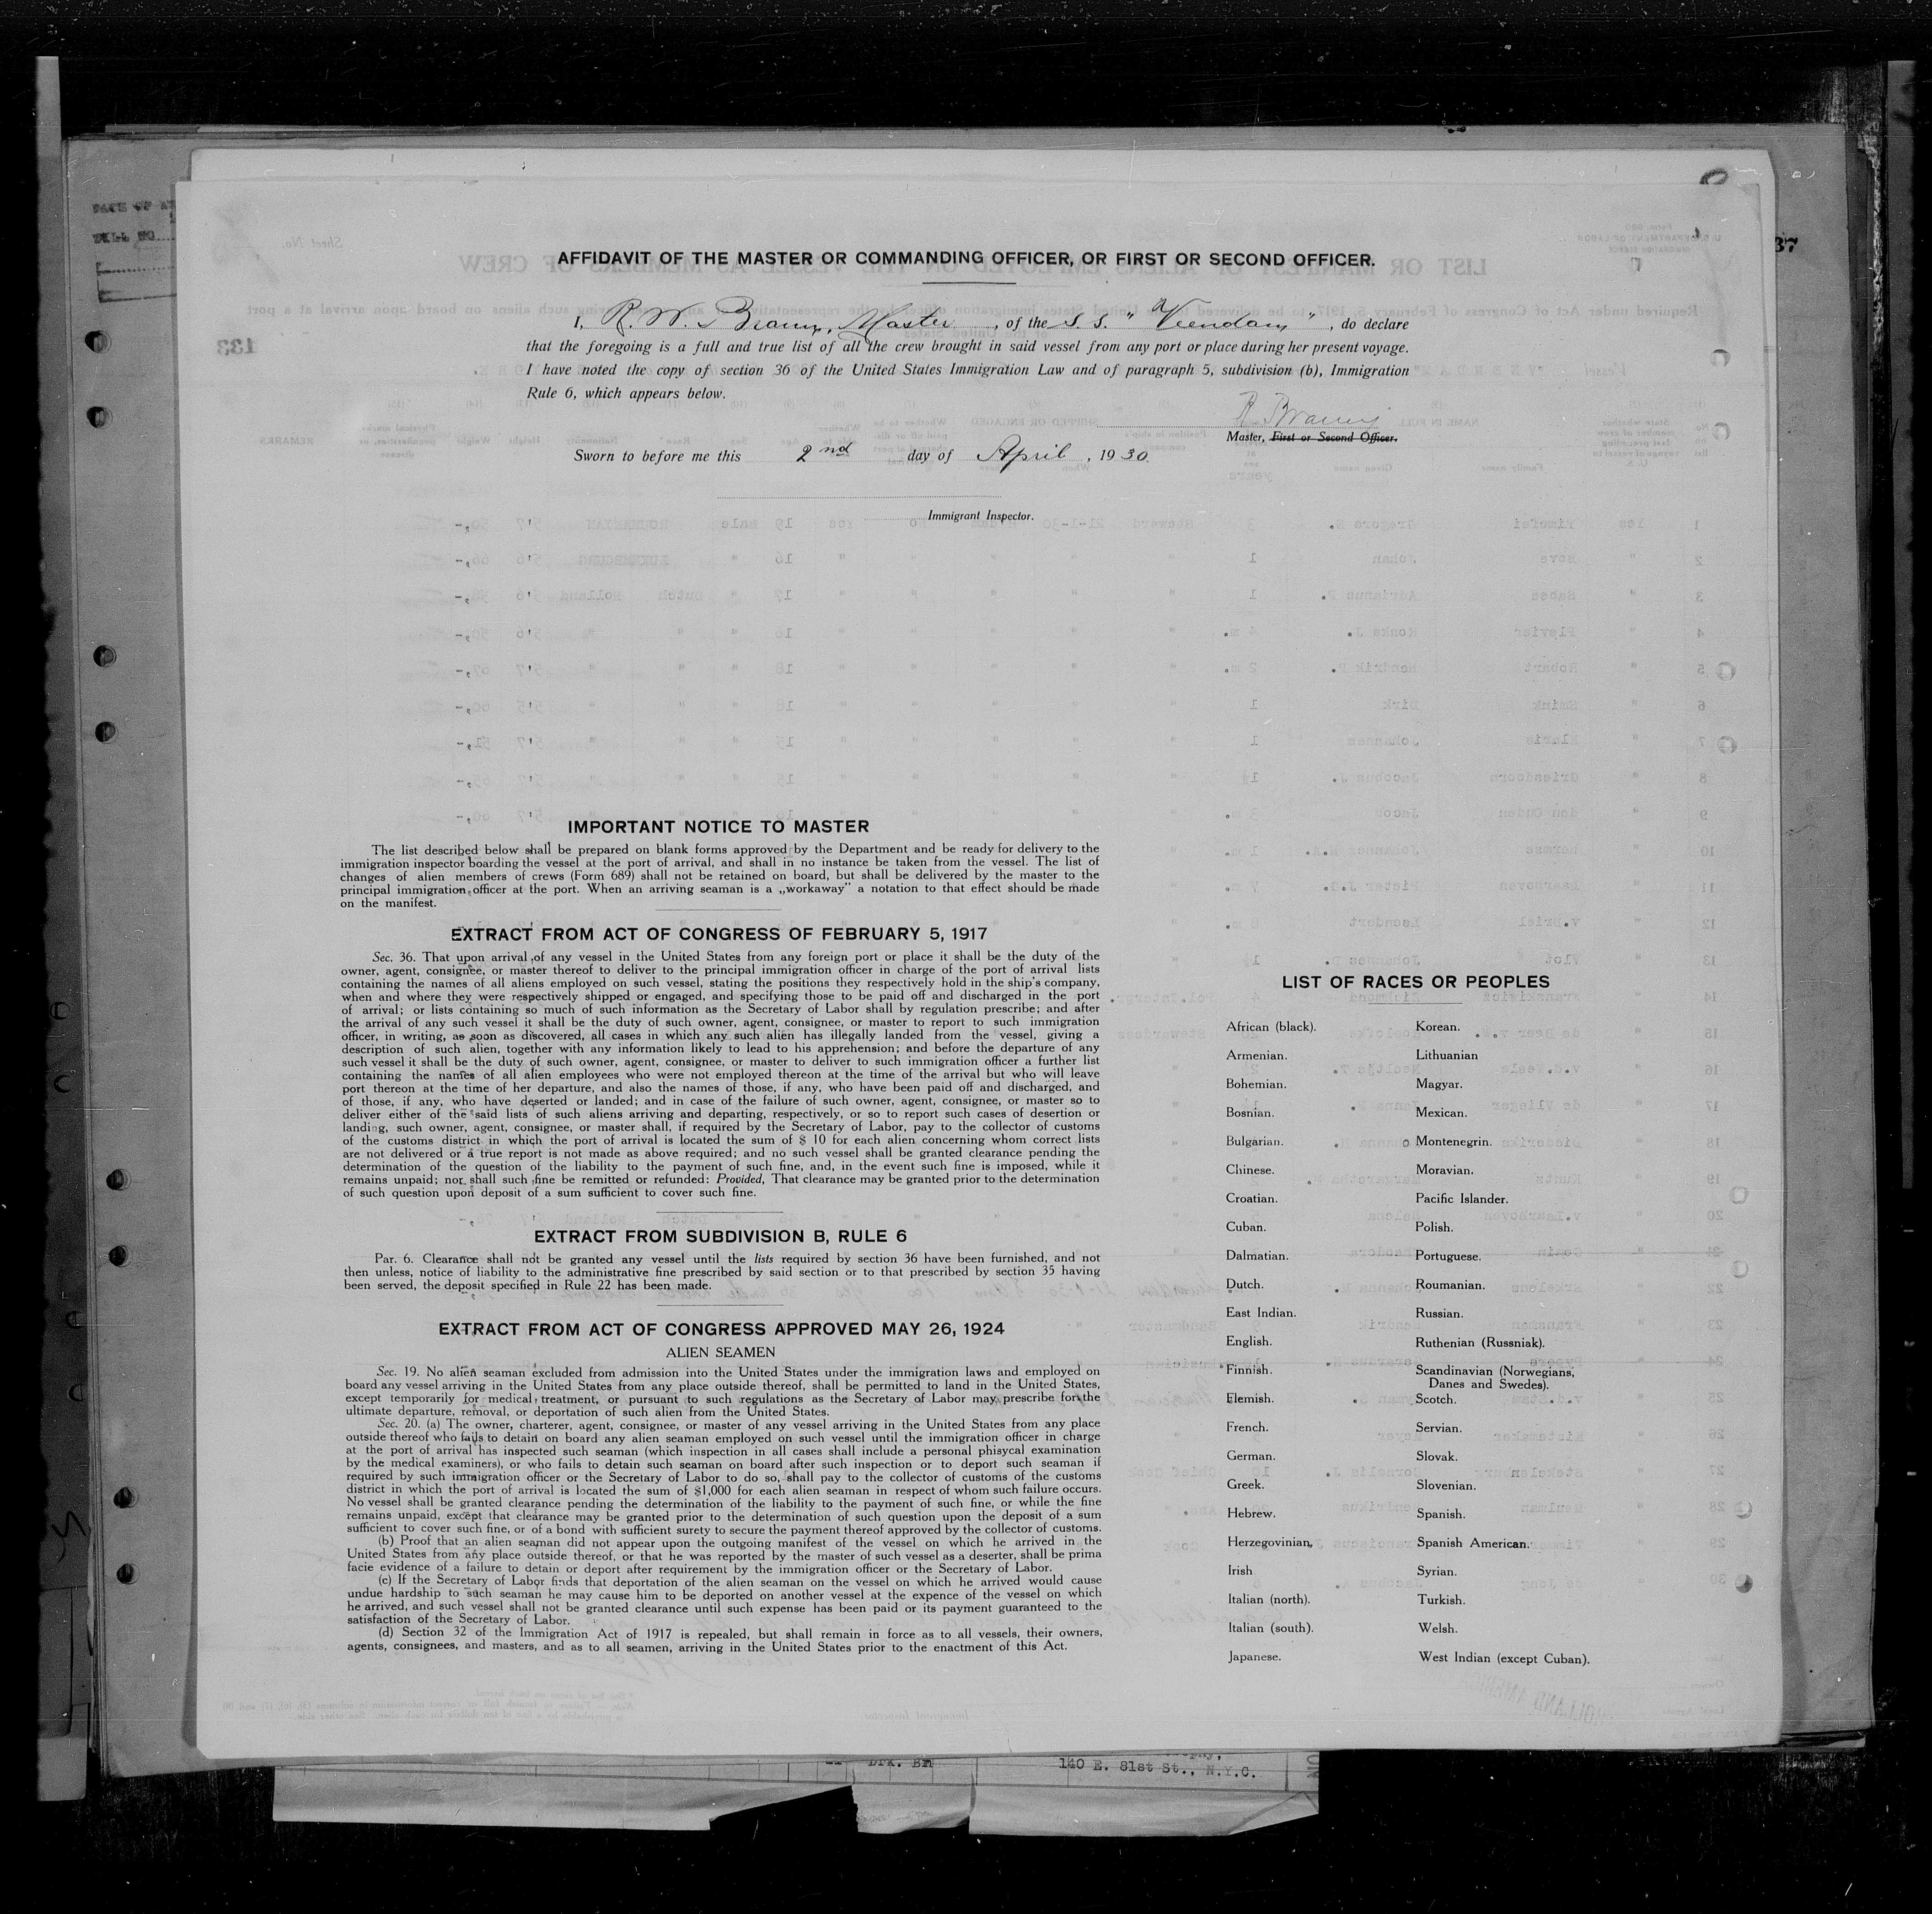 AFFIDAVIT OF THE MASTER OR COMMANDING OFFICER, OR FIRST OR SECOND OFFICER.
I, R. W. Braun, Master, of the S. S. " Veendam ", do declare
that the foregoing is a full and true list of all the crew brought in said vessel from any port or place during her present voyage.
I have noted the copy of section 36 of the United States Immigration Law and of paragraph 5, subdivision (b), Immigration
Rule 6, which appears below.
Master, First or Second Officer.
Sworn to before me this 2nd day of April, 1930.
Immigrant Inspector.
IMPORTANT NOTICE TO MASTER
The list described below shall be prepared on blank forms approved by the Department and be ready for delivery to the
immigration inspector boarding the vessel at the port of arrival, and shall in no instance be taken from the vessel. The list of
changes of alien members of crews (Form 689) shall not be retained on board, but shall be delivered by the master to the
principal immigration officer at the port. When an arriving seaman is a „workaway" a notation to that effect should be made
on the manifest.
EXTRACT FROM ACT OF CONGRESS OF FEBRUARY 5, 1917
Sec. 36. That upon arrival of any vessel in the United States from any foreign port or place it shall be the duty of the
owner, agent, consignee, or master thereof to deliver to the principal immigration officer in charge of the port of arrival lists
containing the names of all aliens employed on such vessel, stating the positions they respectively hold in the ship's company,
when and where they were respectively shipped or engaged, and specifying those to be paid off and discharged in the port
of arrival; or lists containing so much of such information as the Secretary of Labor shall by regulation prescribe; and after
the arrival of any such vessel it shall be the duty of such owner, agent, consignee, or master to report to such immigration
officer, in writing, as soon as discovered, all cases in which any such alien has illegally landed from the vessel, giving a
description of such alien, together with any information likely to lead to his apprehension; and before the departure of any
such vessel it shall be the duty of such owner, agent, consignee, or master to deliver to such immigration officer a further list
containing the names of all alien employees who were not employed thereon at the time of the arrival but who will leave
port thereon at the time of her departure, and also the names of those, if any, who have been paid off and discharged, and
of those, if any, who have deserted or landed; and in case of the failure of such owner, agent, consignee, or master so to
deliver either of the said lists of such aliens arriving and departing, respectively, or so to report such cases of desertion or
landing, such owner, agent, consignee, or master shall, if required by the Secretary of Labor, pay to the collector of customs
of the customs district in which the port of arrival is located the sum of $ 10 for each alien concerning whom correct lists
are not delivered or a true report is not made as above required; and no such vessel shall be granted clearance pending the
determination of the question of the liability to the payment of such fine, and, in the event such fine is imposed, while it
remains unpaid; nor shall such fine be remitted or refunded: Provided, That clearance may be granted prior to the determination
of such question upon deposit of a sum sufficient to cover such fine.
EXTRACT FROM SUBDIVISION B, RULE 6
Par. 6. Clearance shall not be granted any vessel until the lists required by section 36 have been furnished, and not
then unless, notice of liability to the administrative fine prescribed by said section or to that prescribed by section 35 having
been served, the deposit specified in Rule 22 has been made.
EXTRACT FROM ACT OF CONGRESS APPROVED MAY 26, 1924
ALIEN SEAMEN
Sec. 19. No alien seaman excluded from admission into the United States under the immigration laws and employed on
board any vessel arriving in the United States from any place outside thereof, shall be permitted to land in the United States,
except temporarily for medical treatment, or pursuant to such regulations as the Secretary of Labor may prescribe for the
ultimate departure, removal, or deportation of such alien from the United States.
Sec. 20. (a) The owner, charterer, agent, consignee, or master of any vessel arriving in the United States from any place
outside thereof who fails to detain on board any alien seaman employed on such vessel until the immigration officer in charge
at the port of arrival has inspected such seaman (which inspection in all cases shall include a personal phisycal examination
by the medical examiners), or who fails to detain such seaman on board after such inspection or to deport such seaman if
required by such immigration officer or the Secretary of Labor to do so, shall pay to the collector of customs of the customs
district in which the port of arrival is located the sum of $1,000 for each alien seaman in respect of whom such failure occurs.
No vessel shall be granted clearance pending the determination of the liability to the payment of such fine, or while the fine
remains unpaid, except that clearance may be granted prior to the determination of such question upon the deposit of a sum
sufficient to cover such fine, or of a bond with sufficient surety to secure the payment thereof approved by the collector of customs.
(b) Proof that an alien seaman did not appear upon the outgoing manifest of the vessel on which he arrived in the
United States from any place outside thereof, or that he was reported by the master of such vessel as a deserter, shall be prima
facie evidence of a failure to detain or deport after requirement by the immigration officer or the Secretary of Labor.
(c) If the Secretary of Labor finds that deportation of the alien seaman on the vessel on which he arrived would cause
undue hardship to such seaman he may cause him to be deported on another vessel at the expence of the vessel on which
he arrived, and such vessel shall not be granted clearance until such expense has been paid or its payment guaranteed to the
satisfaction of the Secretary of Labor.
(d) Section 32 of the Immigration Act of 1917 is repealed, but shall remain in force as to all vessels, their owners,
agents, consignees, and masters, and as to all seamen, arriving in the United States prior to the enactment of this Act.
LIST OF RACES OR PEOPLES
African (black).
Armenian.
Bohemian.
Bosnian.
Bulgarian.
Chinese.
Croatian.
Cuban.
Dalmatian.
Dutch.
East Indian.
English.
Finnish.
Flemish.
French.
German.
Greek.
Hebrew.
Herzegovinian.
Irish
Italian (north).
Italian (south).
Japanese.
Korean.
Lithuanian
Magyar.
Mexican.
Montenegrin.
Moravian.
Pacific Islander.
Polish.
Portuguese.
Roumanian.
Russian.
Ruthenian (Russniak).
Scandinavian (Norwegians,
Danes and Swedes).
Scotch.
Servian.
Slovak.
Slovenian.
Spanish.
Spanish American.
Syrian.
Turkish.
Welsh.
West Indian (except Cuban).
140 E. 81st St., N.Y.C.